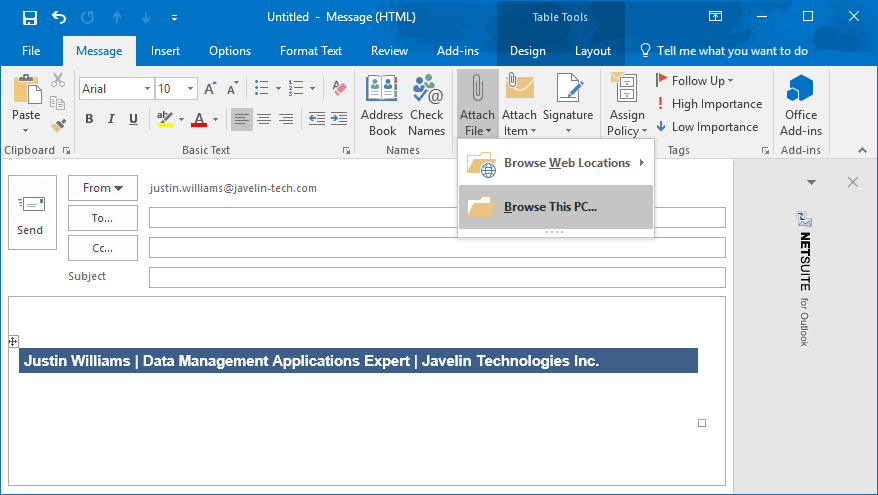 Untitled - Message (HTML)
Table Tools
File
Message
Insert
Options
Format Text
Review
Add-ins
Design
Layout
Tell me what you want to do
Paste
Clipboard
Arial
10
B I U
ab
A
Basic Text
Address Book
Check Names
Names
Attach File
Attach Item
Signature
Assign Policy
Follow Up
High Importance
Low Importance
Tags
Office Add-ins
Add-ins
Browse Web Locations
Browse This PC...
Send
From
justin.williams@javelin-tech.com
To...
Cc...
Subject
Justin Williams | Data Management Applications Expert | Javelin Technologies Inc.
NETSUITE for Outlook